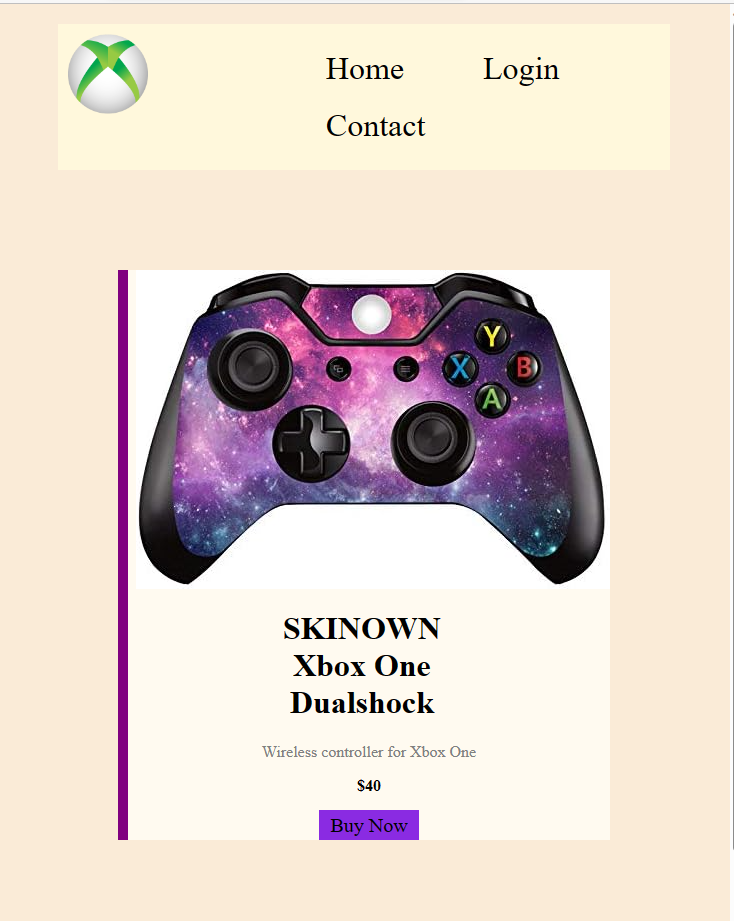 Home Login
Contact
Y
X B
A
SKINOWN
Xbox One
Dualshock
Wireless controller for Xbox One
$40
Buy Now